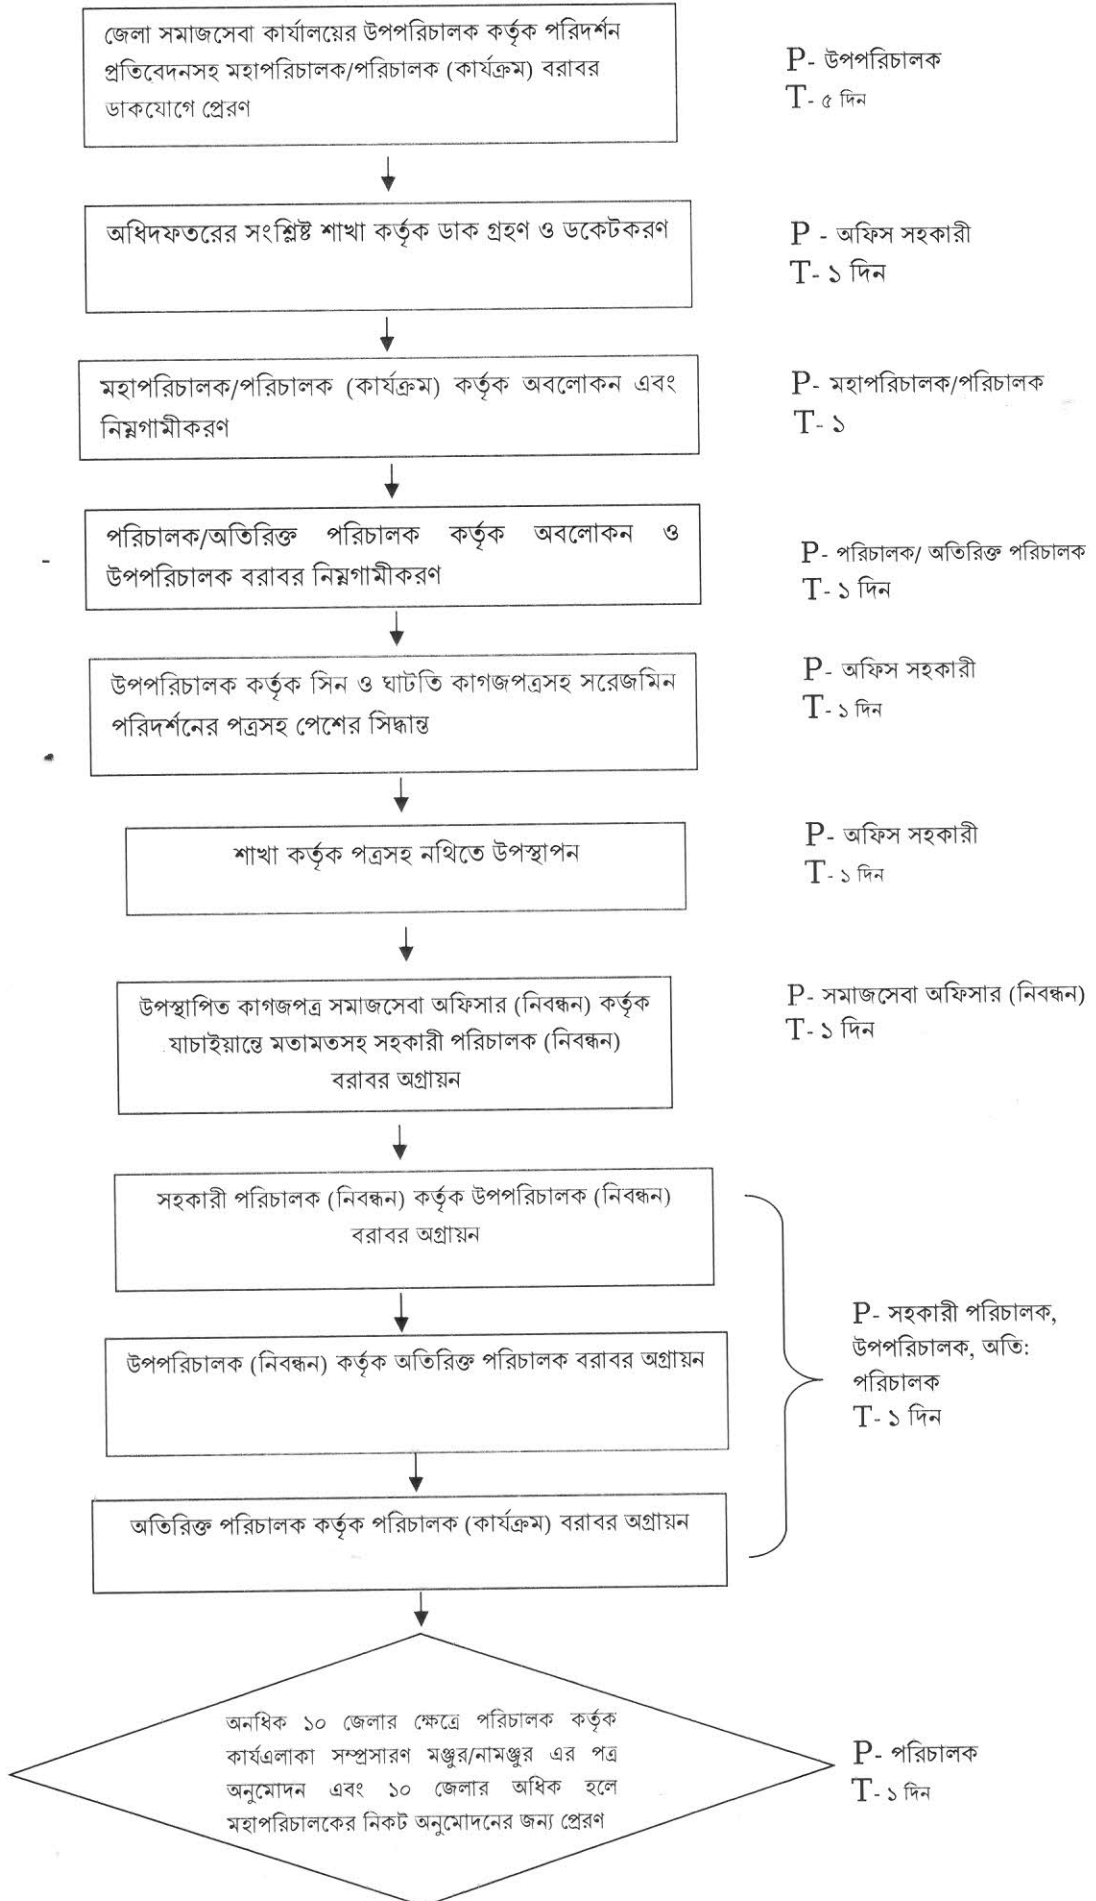 জেলা সমাজসেবা কার্যালয়ের উপপরিচালক কর্তৃক পরিদর্শন
প্রতিবেদনসহ মহাপরিচালক/পরিচালক (কার্যক্রম) বরাবর
ডাকযোগে প্রেরণ
P- উপপরিচালক
T- ৫ দিন
অধিদফতরের সংশ্লিষ্ট শাখা কর্তৃক ডাক গ্রহণ ও ডকেটকরণ
P - অফিস সহকারী
T- ১ দিন
মহাপরিচালক/পরিচালক (কার্যক্রম) কর্তৃক অবলোকন এবং
নিম্নগামীকরণ
P- মহাপরিচালক/পরিচালক
T- ১
পরিচালক/অতিরিক্ত পরিচালক কর্তৃক অবলোকন ও
উপপরিচালক বরাবর নিম্নগামীকরণ
P- পরিচালক/ অতিরিক্ত পরিচালক
T- ১ দিন
উপপরিচালক কর্তৃক সিন ও ঘাটতি কাগজপত্রসহ সরেজমিন
পরিদর্শনের পত্রসহ পেশের সিদ্ধান্ত
P- অফিস সহকারী
T- ১ দিন
শাখা কর্তৃক পত্রসহ নথিতে উপস্থাপন
P- অফিস সহকারী
T- ১ দিন
উপস্থাপিত কাগজপত্র সমাজসেবা অফিসার (নিবন্ধন) কর্তৃক
যাচাইয়ান্তে মতামতসহ সহকারী পরিচালক (নিবন্ধন)
বরাবর অগ্রায়ন
P- সমাজসেবা অফিসার (নিবন্ধন)
T- ১ দিন
সহকারী পরিচালক (নিবন্ধন) কর্তৃক উপপরিচালক (নিবন্ধন)
বরাবর অগ্রায়ন
উপপরিচালক (নিবন্ধন) কর্তৃক অতিরিক্ত পরিচালক বরাবর অগ্রায়ন
অতিরিক্ত পরিচালক কর্তৃক পরিচালক (কার্যক্রম) বরাবর অগ্রায়ন
P- সহকারী পরিচালক,
উপপরিচালক, অতি:
পরিচালক
T- ১ দিন
অনধিক ১০ জেলার ক্ষেত্রে পরিচালক কর্তৃক
কার্যএলাকা সম্প্রসারণ মঞ্জুর/নামঞ্জুর এর পত্র
অনুমোদন এবং ১০ জেলার অধিক হলে
মহাপরিচালকের নিকট অনুমোদনের জন্য প্রেরণ
P- পরিচালক
T- ১ দিন